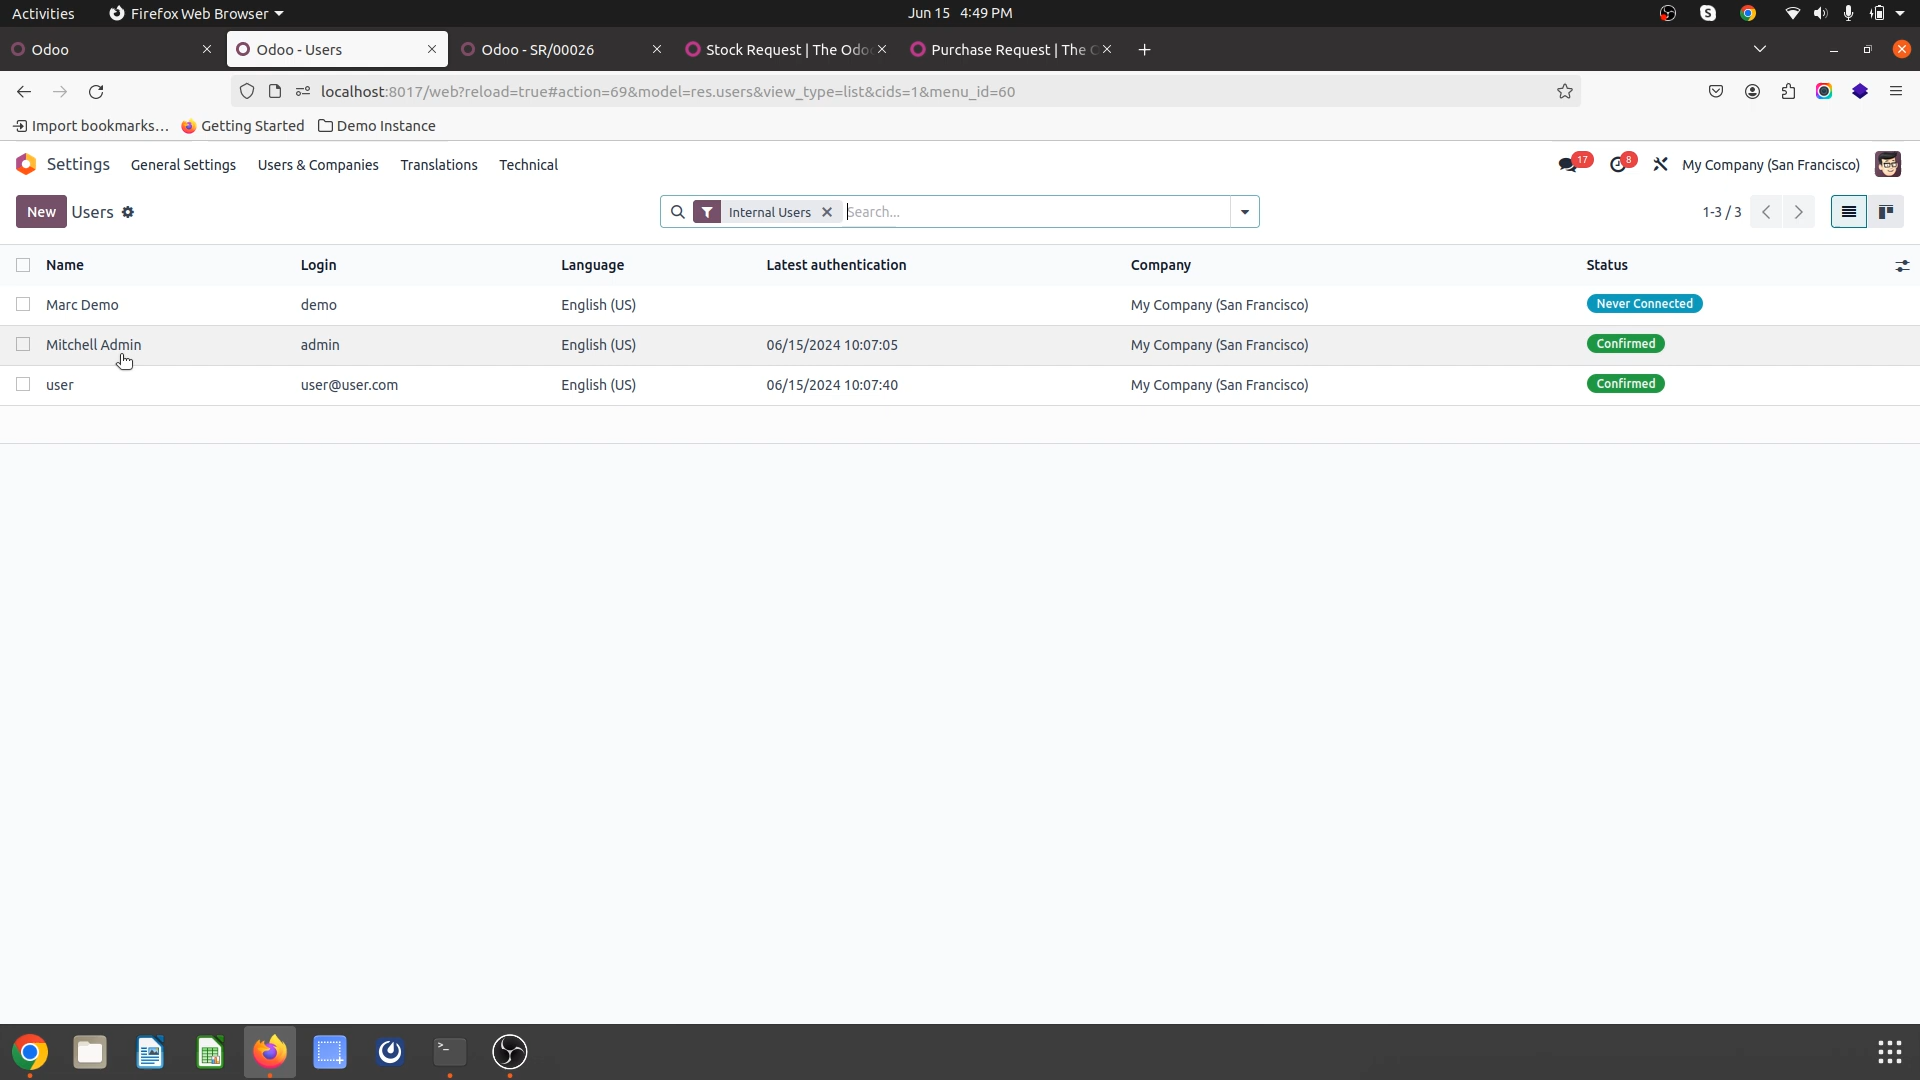 Activities Firefox Web Browser Jun 15 4:49 PM
Odoo Odoo - Users Odoo - SR/00026 Stock Request | The Odoo Purchase Request | The
localhost:8017/web?reload=true#action=69&model=res.users&view_type=list&cids=1&menu_id=60
Import bookmarks... Getting Started Demo Instance
Settings General Settings Users & Companies Translations Technical 17 8 My Company (San Francisco)
New Users Internal Users Search... 1-3 / 3
Name Login Language Latest authentication Company Status
Marc Demo demo English (US) My Company (San Francisco) Never Connected
Mitchell Admin admin English (US) 06/15/2024 10:07:05 My Company (San Francisco) Confirmed
user user@user.com English (US) 06/15/2024 10:07:40 My Company (San Francisco) Confirmed